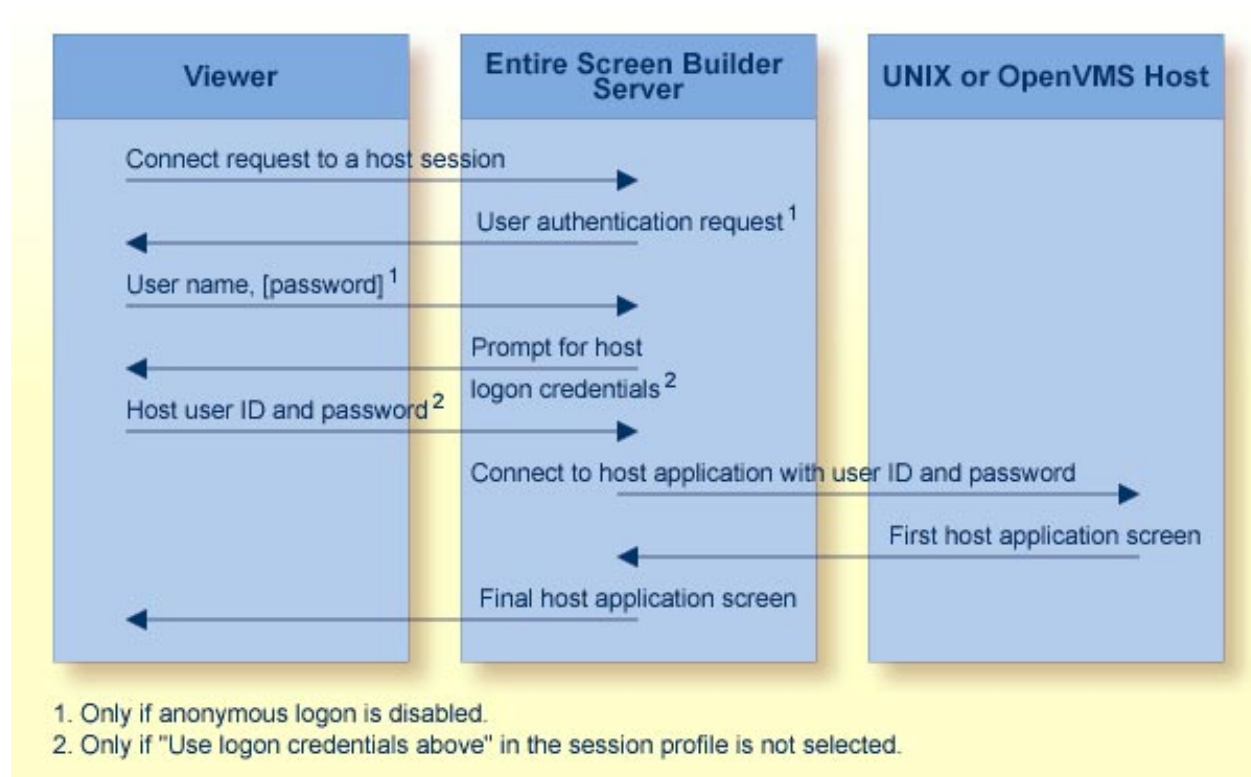 Viewer
Entire Screen Builder
Server
UNIX or OpenVMS Host
Connect request to a host session
User authentication request 1
User name, [password] 1
Prompt for host
logon credentials 2
Host user ID and password 2
Connect to host application with user ID and password
First host application screen
Final host application screen
1. Only if anonymous logon is disabled.
2. Only if "Use logon credentials above" in the session profile is not selected.